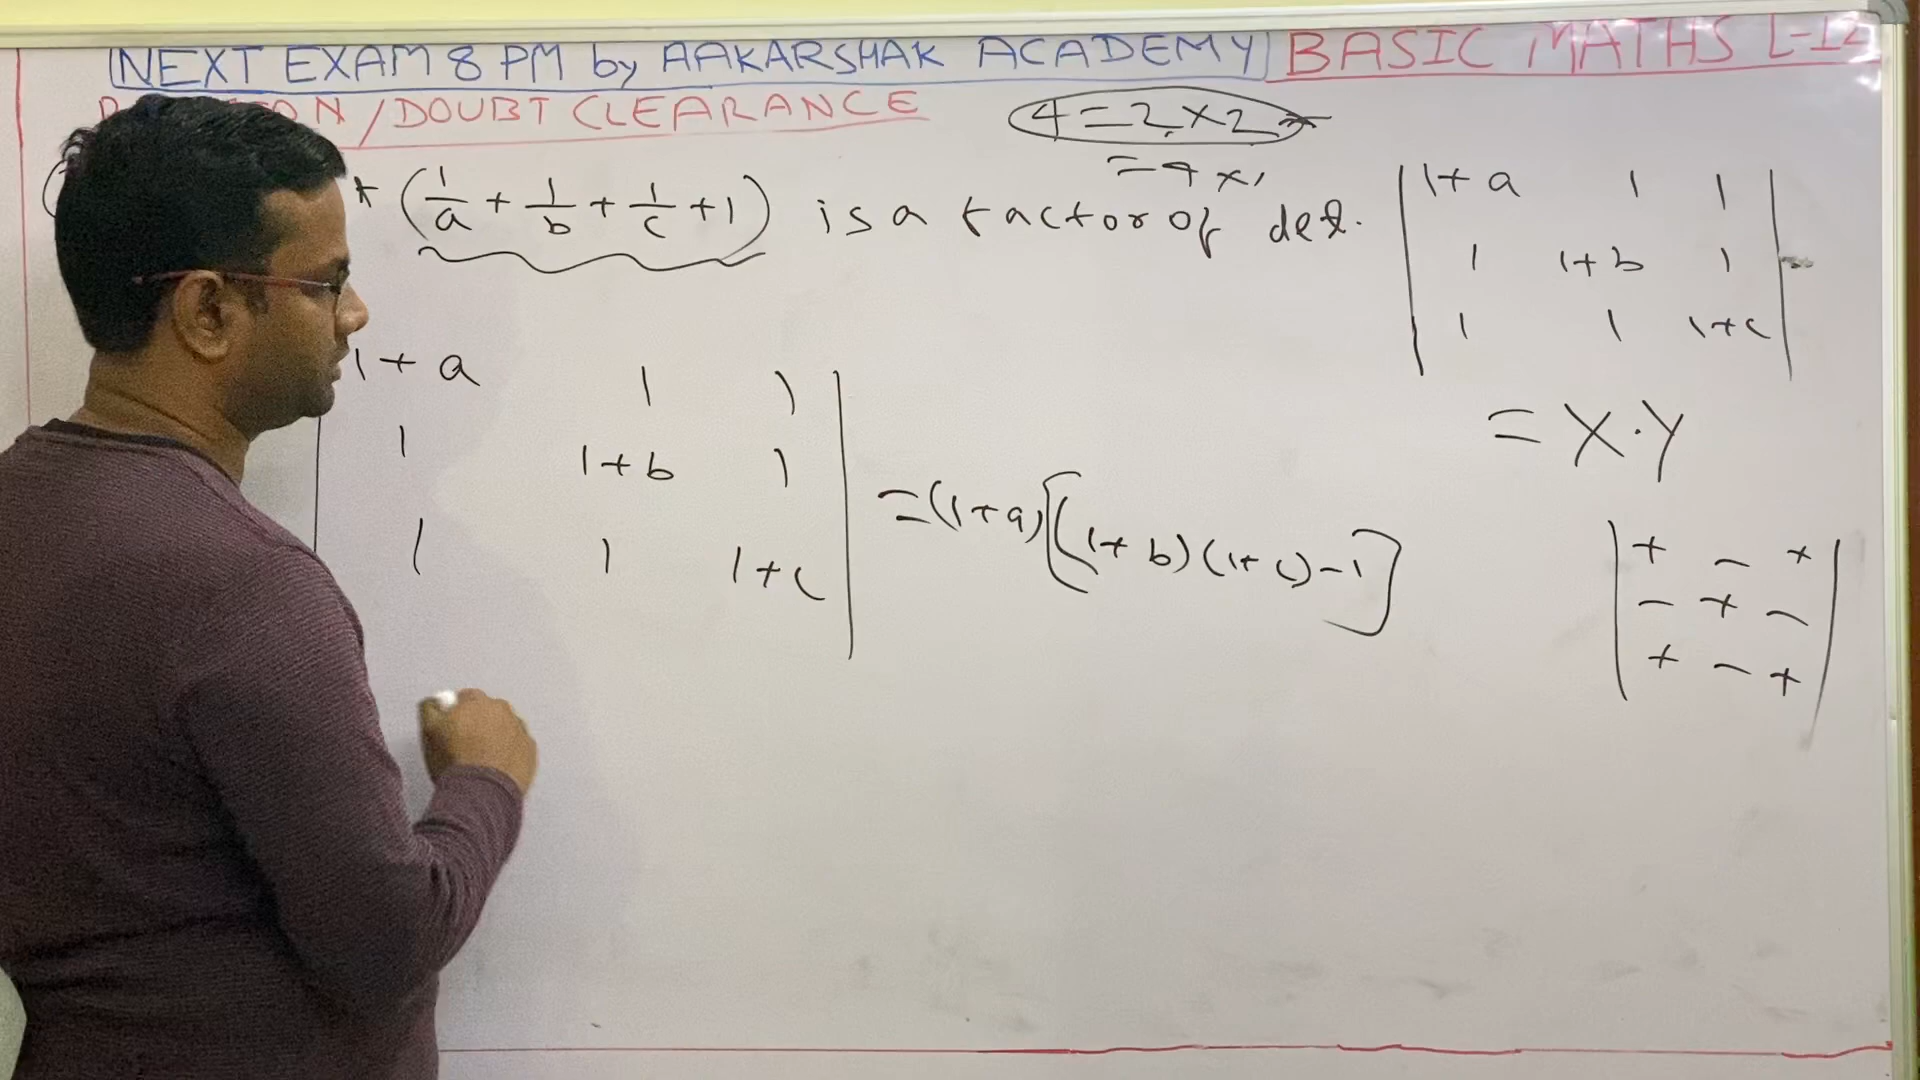 NEXT EXAM 8 PM by AAKARSHAK ACADEMY BASIC MATHS L-12
/DOUBT CLEARANCE
4 = 2 × 2
= 4 × 1
* (1/a + 1/b + 1/c + 1) is a factor of det.
| 1+a 1 1 |
| 1 1+b 1 |
| 1 1 1+c |
= X.Y
1+a 1 1 |
1 1+b 1 |
1 1 1+c |
= (1+a)[(1+b)(1+c)-1]
| + - + |
| - + - |
| + - + |